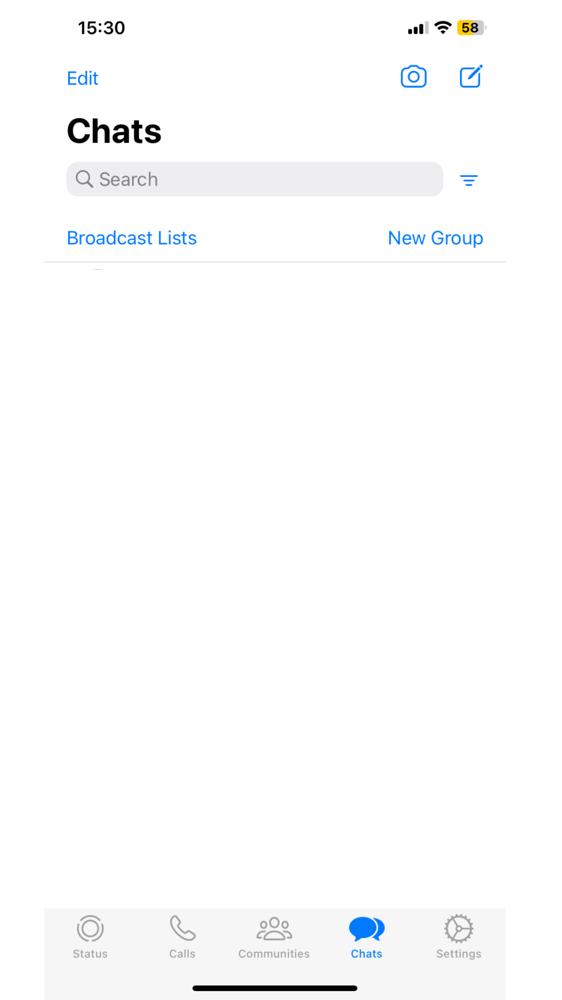 15:30
58
Edit
Chats
Search
Broadcast Lists New Group
Status Calls Communities Chats Settings